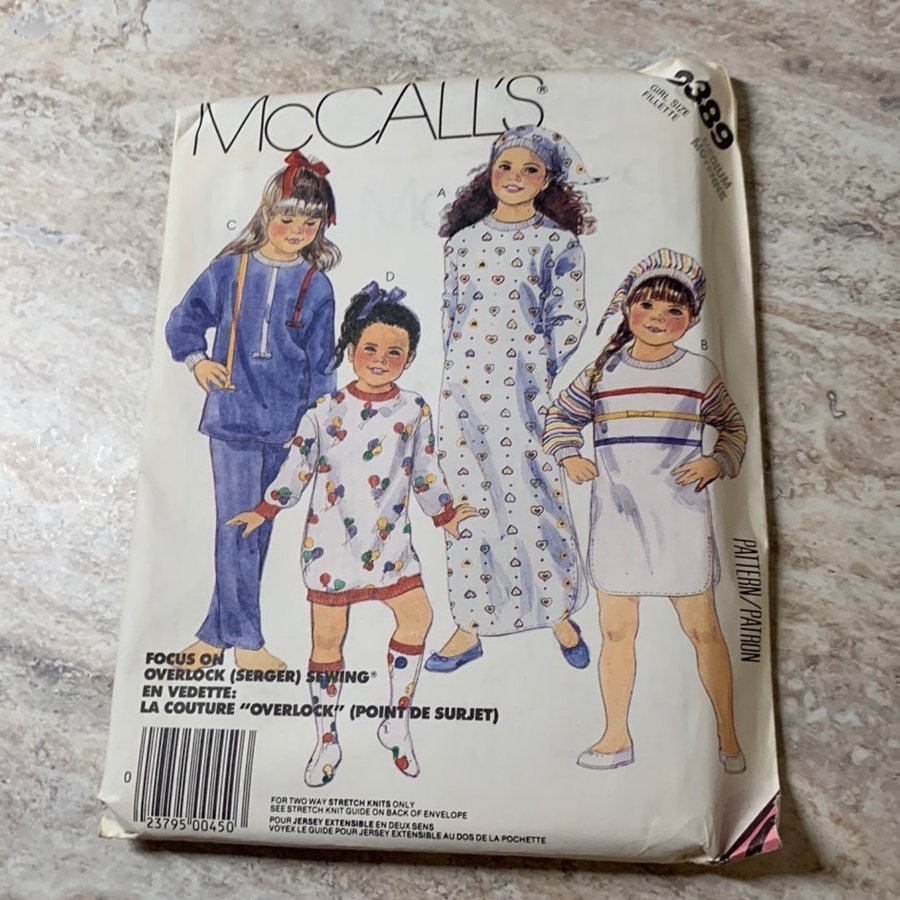 McCALL'S®
2389
GIRL SIZE
FILLETTE
MEDIUM
MOYENNE
A
C
D
B
PATTERN/PATRON
FOCUS ON
OVERLOCK (SERGER) SEWING®
EN VEDETTE:
LA COUTURE "OVERLOCK" (POINT DE SURJET)
0
23795 00450
FOR TWO WAY STRETCH KNITS ONLY
SEE STRETCH KNIT GUIDE ON BACK OF ENVELOPE
POUR JERSEY EXTENSIBLE EN DEUX SENS
VOYEX LE GUIDE POUR JERSEY EXTENSIBLE AU DOS DE LA POCHETTE